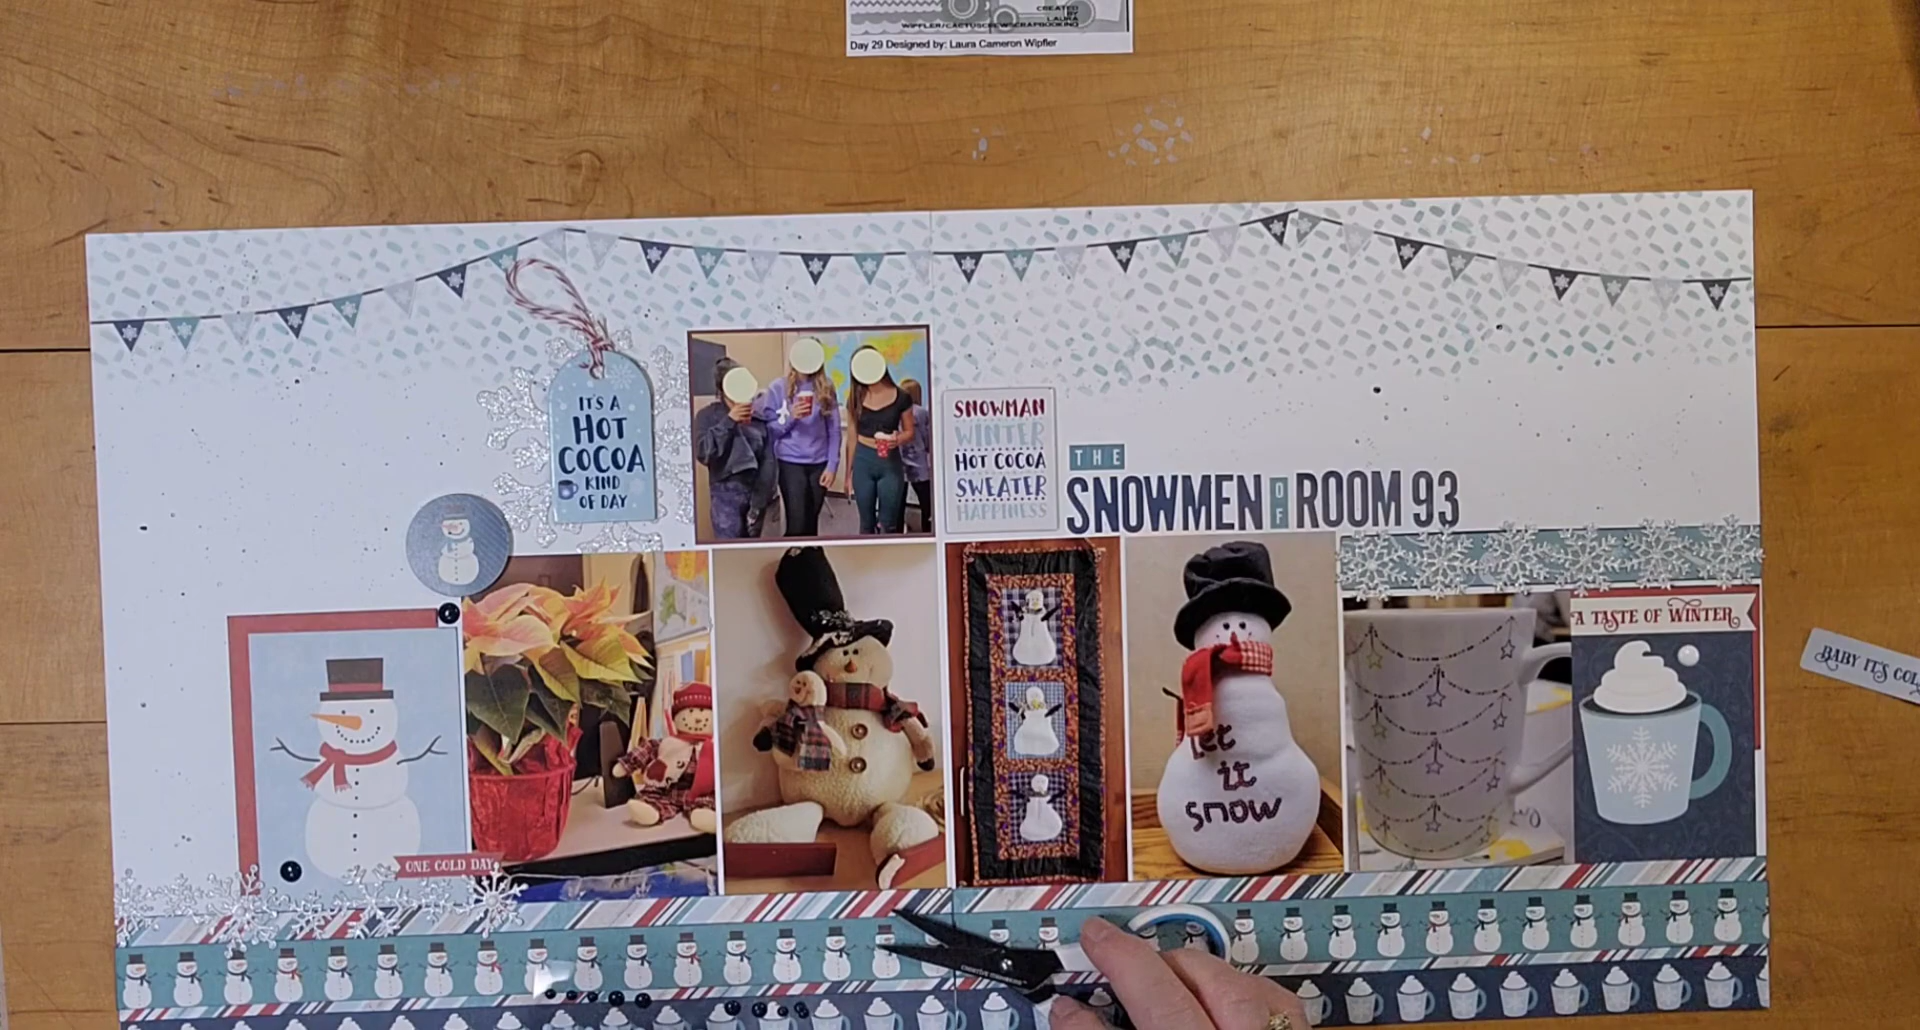 CREATED
BY
LAURA
WIPFLER/CACTUSCREWSCRAPBOOKING
Day 29 Designed by: Laura Cameron Wipfler
IT'S A
HOT
COCOA
KIND
OF DAY
SNOWMAN
WINTER
HOT COCOA
SWEATER
HAPPINESS
THE
SNOWMEN OF ROOM 93
let
it
snow
A TASTE OF WINTER
BABY IT'S
ONE COLD DAY